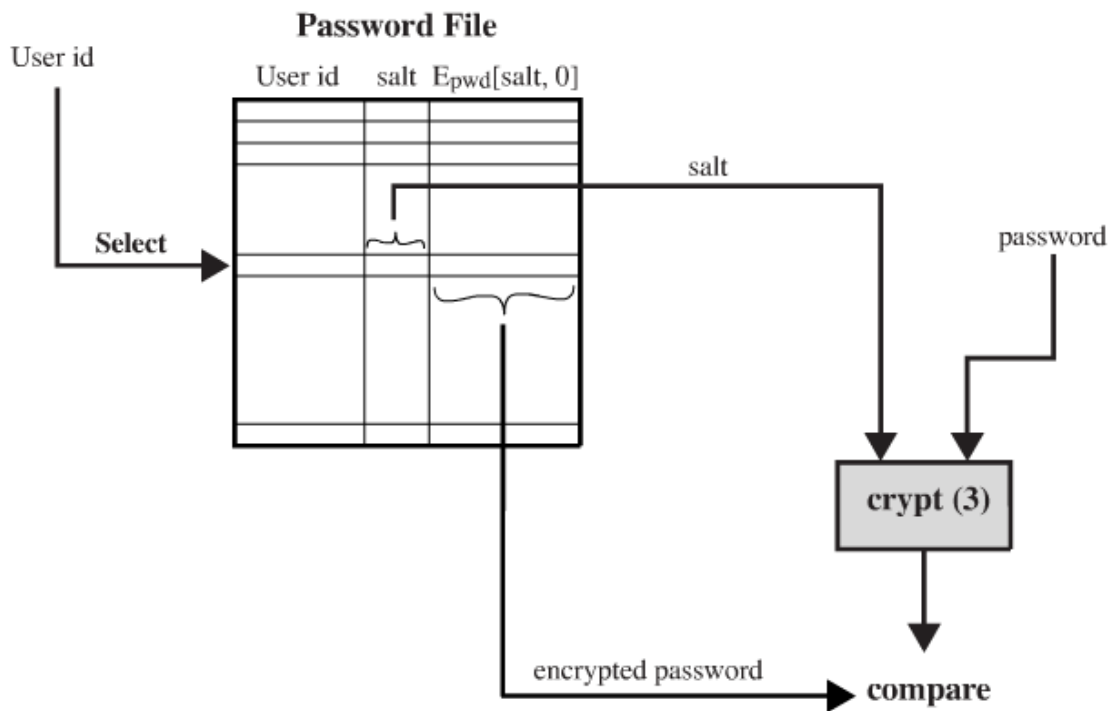 Password File
User id
User id salt Epwd[salt, 0]
salt
Select
password
crypt (3)
encrypted password
compare